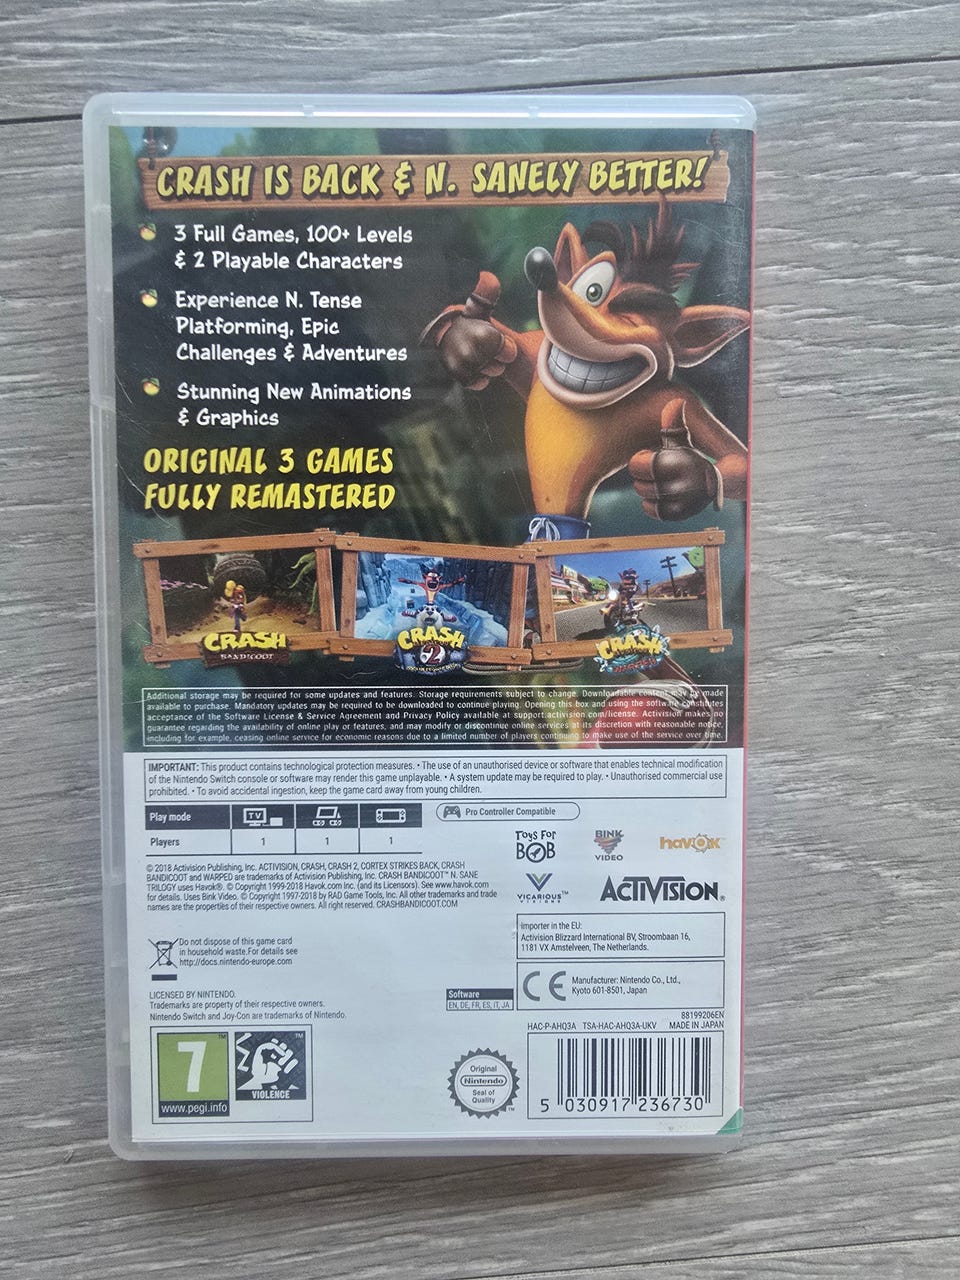 CRASH IS BACK & N. SANELY BETTER!
3 Full Games, 100+ Levels
& 2 Playable Characters
Experience N. Tense
Platforming, Epic
Challenges & Adventures
Stunning New Animations
& Graphics
ORIGINAL 3 GAMES
FULLY REMASTERED
CRASH
BANDICOOT
CRASH
2
CRASH
Additional storage may be required for some updates and features. Storage requirements subject to change. Downloadable content may be made
available to purchase. Mandatory updates may be required to be downloaded to continue playing. Opening this box and using the software constitutes
acceptance of the Software License & Service Agreement and Privacy Policy available at support.activision.com/license. Activision makes no
guarantee regarding the availability of online play or features, and may modify or discontinue online services at its discretion with reasonable notice,
including for example, ceasing online service for economic reasons due to a limited number of players continuing to make use of the service over time.
IMPORTANT: This product contains technological protection measures. • The use of an unauthorised device or software that enables technical modification
of the Nintendo Switch console or software may render this game unplayable. • A system update may be required to play. • Unauthorised commercial use
prohibited. • To avoid accidental ingestion, keep the game card away from young children.
Play mode TV
Pro Controller Compatible
Players 1 1 1
Toys For
BOB
BINK
VIDEO
havok
© 2018 Activision Publishing, Inc. ACTIVISION, CRASH, CRASH 2, CORTEX STRIKES BACK, CRASH
BANDICOOT and WARPED are trademarks of Activision Publishing, Inc. CRASH BANDICOOT™ N. SANE
TRILOGY uses Havok®. © Copyright 1999-2018 Havok.com Inc. (and its Licensors). See www.havok.com
for details. Uses Bink Video. © Copyright 1997-2018 by RAD Game Tools, Inc. All other trademarks and trade
names are the properties of their respective owners. All right reserved. CRASHBANDICOOT.COM
VICARIOUS™
VISIONS
ACTIVISION®
Importer in the EU:
Activision Blizzard International BV, Stroombaan 16,
1181 VX Amstelveen, The Netherlands.
Do not dispose of this game card
in household waste. For details see
http://docs.nintendo-europe.com
CE
Manufacturer: Nintendo Co., Ltd.,
Kyoto 601-8501, Japan
LICENSED BY NINTENDO.
Trademarks are property of their respective owners.
Nintendo Switch and Joy-Con are trademarks of Nintendo.
Software
EN, DE, FR, ES, IT, JA
88199206EN
HAC-P-AHQ3A TSA-HAC-AHQ3A-UKV MADE IN JAPAN
7
™
www.pegi.info
™
VIOLENCE
Original
Nintendo
Seal of
Quality
™
5 030917 236730